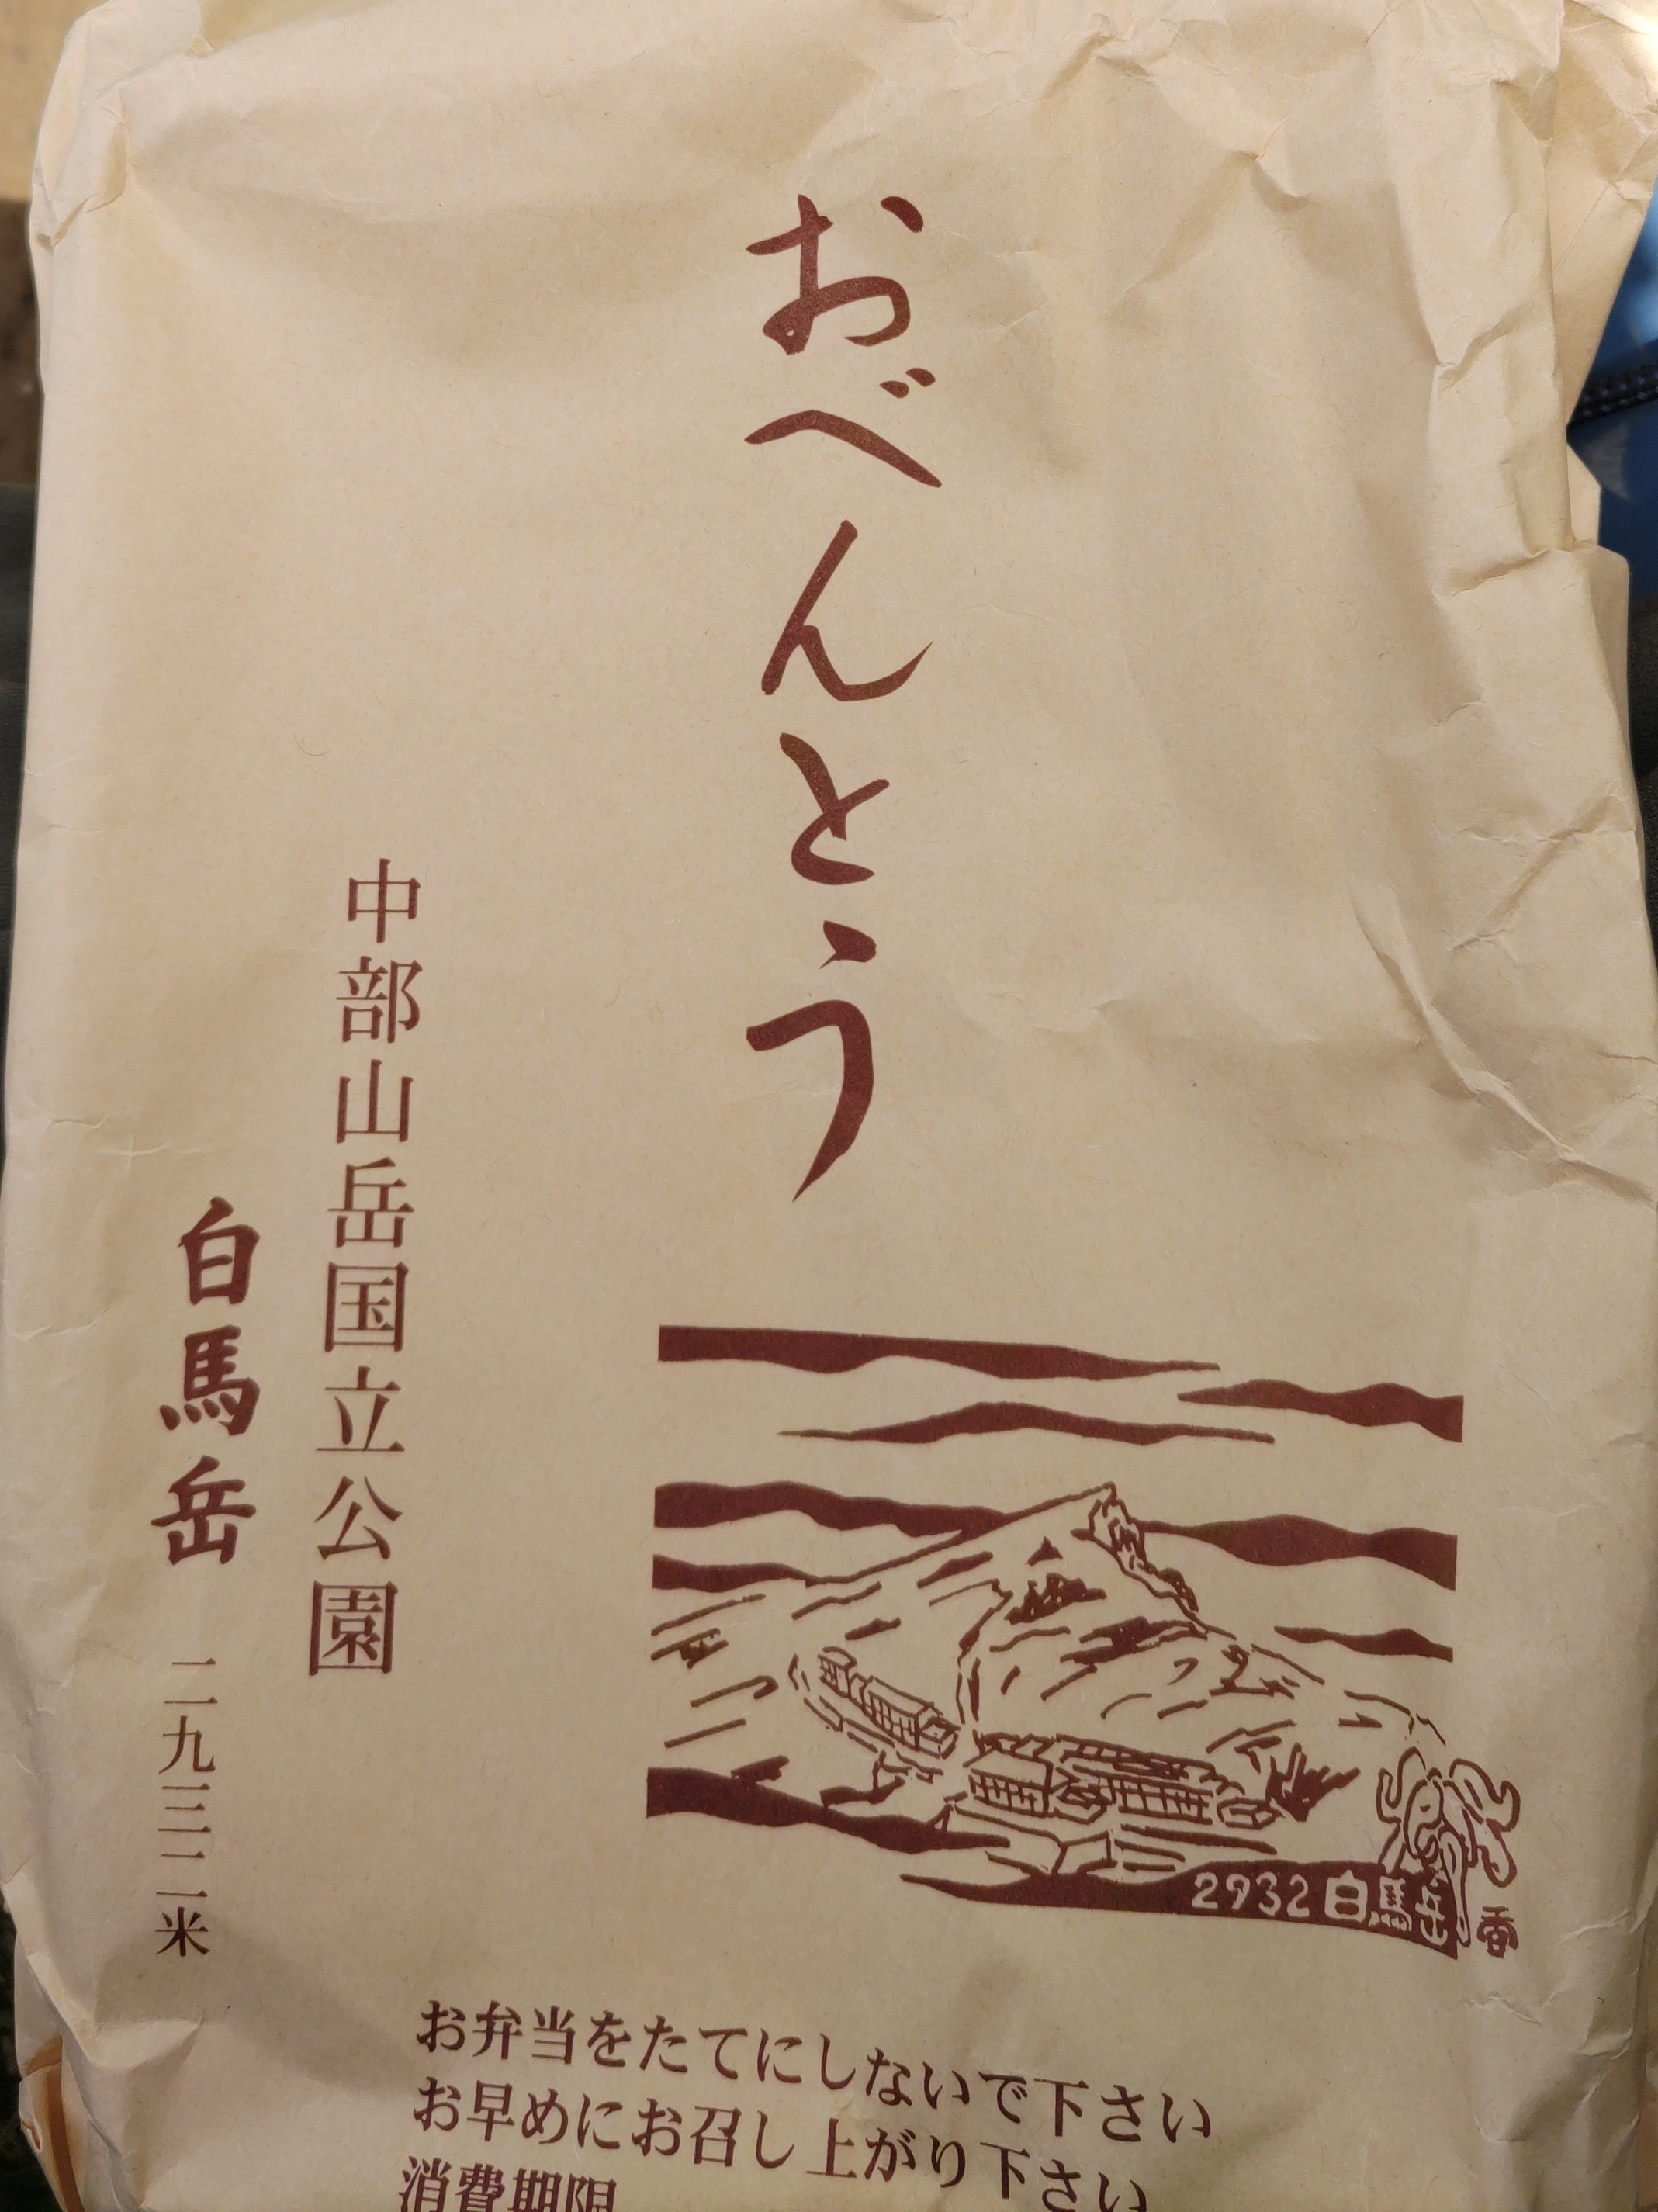 おべんとう
中部山岳国立公園
白馬岳 二九三二米
2932 白馬岳
お弁当をたてにしないで下さい
お早めにお召し上がり下さい
消費期限